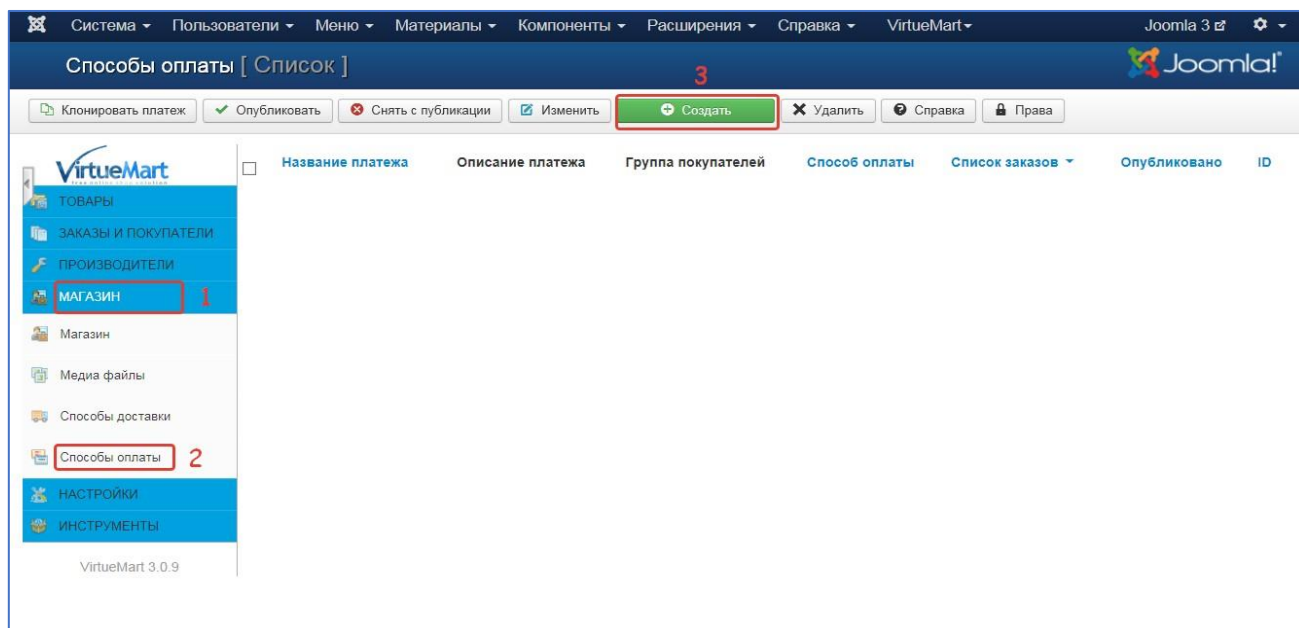 Система Пользователи Меню Материалы Компоненты Расширения Справка VirtueMart Joomla 3
Способы оплаты [ Список ] Joomla!
3
Клонировать платеж Опубликовать Снять с публикации Изменить Создать Удалить Справка Права
VirtueMart
Название платежа Описание платежа Группа покупателей Способ оплаты Список заказов Опубликовано ID
ТОВАРЫ
ЗАКАЗЫ И ПОКУПАТЕЛИ
ПРОИЗВОДИТЕЛИ
МАГАЗИН 1
Магазин
Медиа файлы
Способы доставки
Способы оплаты 2
НАСТРОЙКИ
ИНСТРУМЕНТЫ
VirtueMart 3.0.9